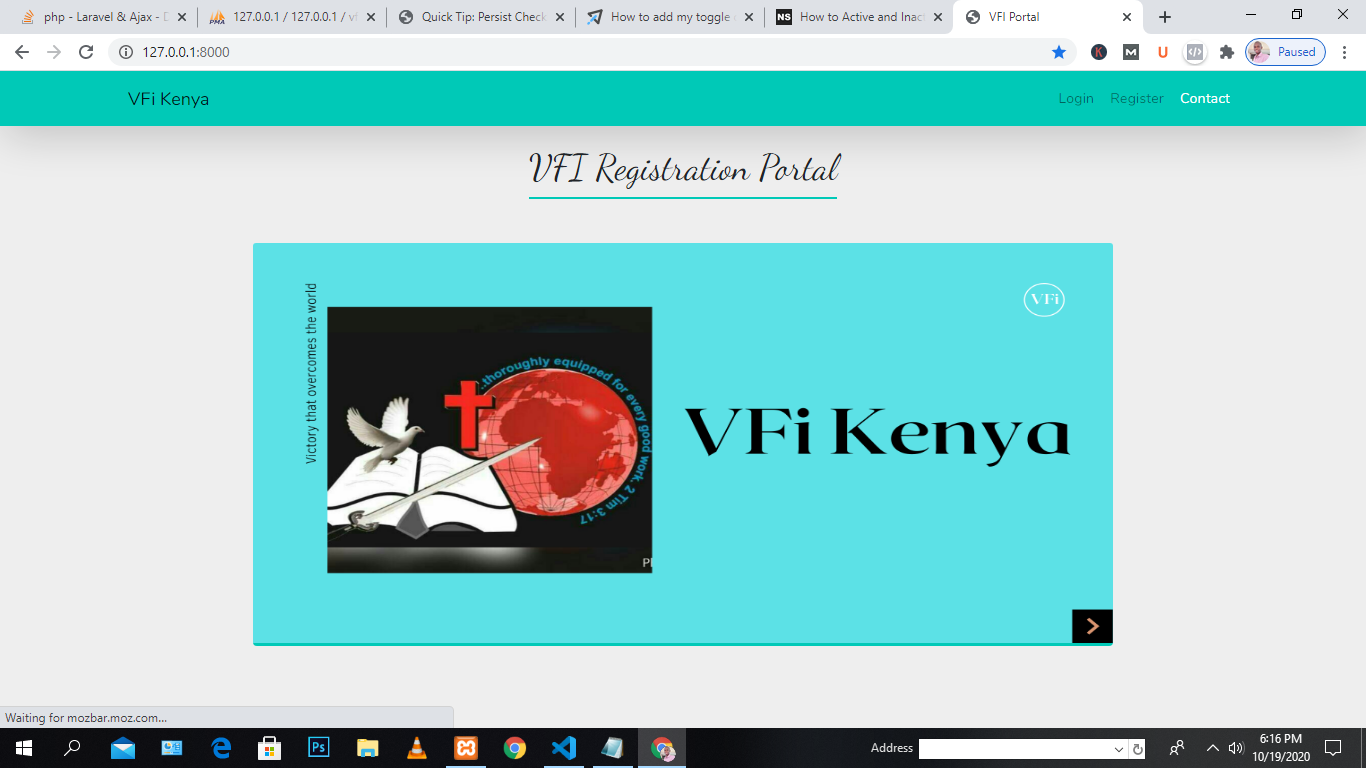 php - Laravel & Ajax - D
127.0.0.1 / 127.0.0.1 / vf
Quick Tip: Persist Check
How to add my toggle
How to Active and Inac
VFI Portal
127.0.0.1:8000
Paused
VFi Kenya
Login
Register
Contact
VFI Registration Portal
Victory that overcomes the world
..thoroughly equipped for every good work. 2 Tim 3:17
VFi
VFi Kenya
Waiting for mozbar.moz.com...
Address
6:16 PM
10/19/2020